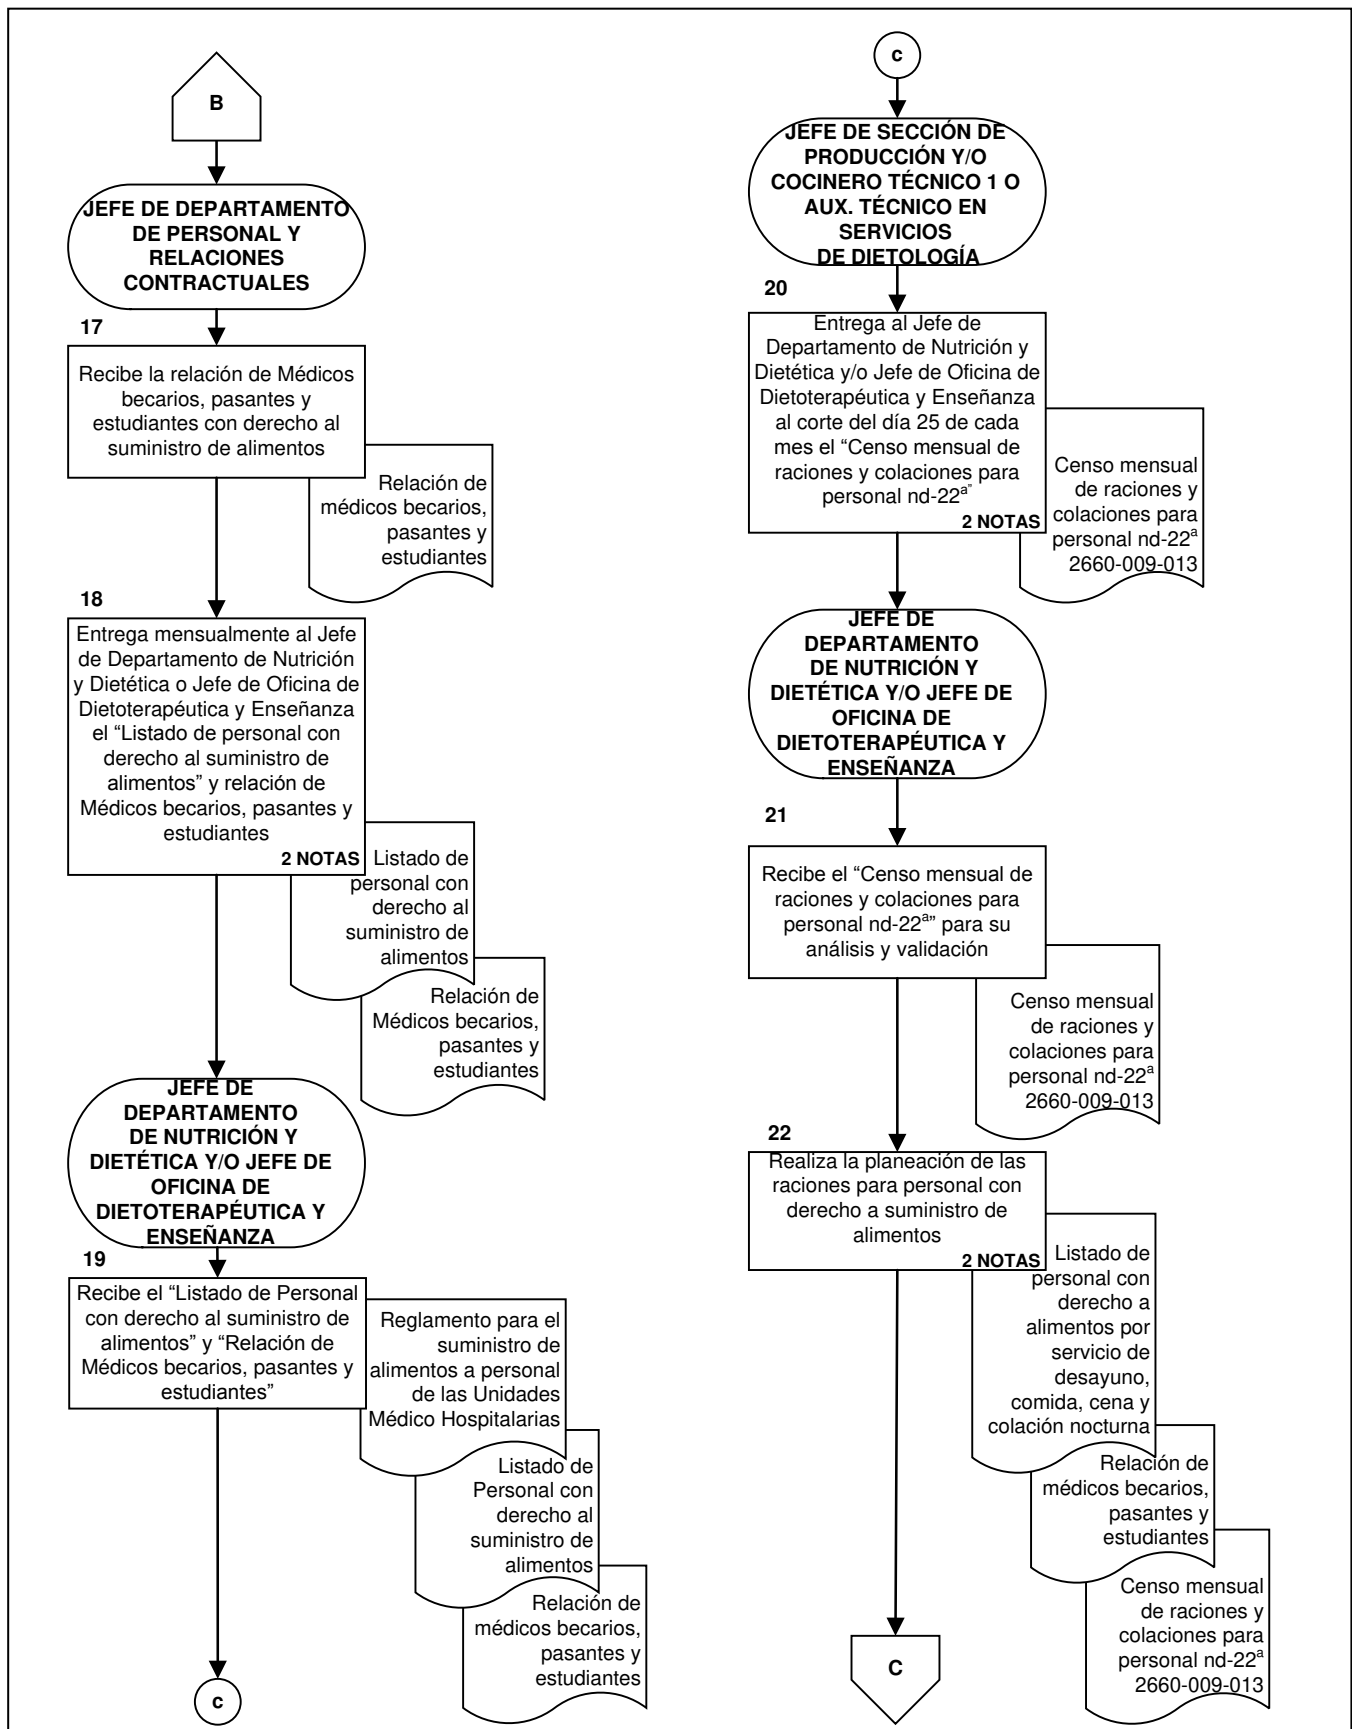 B
JEFE DE DEPARTAMENTO
DE PERSONAL Y
RELACIONES
CONTRACTUALES
17
Recibe la relación de Médicos
becarios, pasantes y
estudiantes con derecho al
suministro de alimentos
Relación de
médicos becarios,
pasantes y
estudiantes
18
Entrega mensualmente al Jefe
de Departamento de Nutrición
y Dietética o Jefe de Oficina de
Dietoterapéutica y Enseñanza
el “Listado de personal con
derecho al suministro de
alimentos” y relación de
Médicos becarios, pasantes y
estudiantes
2 NOTAS
Listado de
personal con
derecho al
suministro de
alimentos
Relación de
Médicos becarios,
pasantes y
estudiantes
JEFE DE
DEPARTAMENTO
DE NUTRICIÓN Y
DIETÉTICA Y/O JEFE DE
OFICINA DE
DIETOTERAPÉUTICA Y
ENSEÑANZA
19
Recibe el “Listado de Personal
con derecho al suministro de
alimentos” y “Relación de
Médicos becarios, pasantes y
estudiantes”
Reglamento para el
suministro de
alimentos a personal
de las Unidades
Médico Hospitalarias
Listado de
Personal con
derecho al
suministro de
alimentos
Relación de
médicos becarios,
pasantes y
estudiantes
c
c
JEFE DE SECCIÓN DE
PRODUCCIÓN Y/O
COCINERO TÉCNICO 1 O
AUX. TÉCNICO EN
SERVICIOS
DE DIETOLOGÍA
20
Entrega al Jefe de
Departamento de Nutrición y
Dietética y/o Jefe de Oficina de
Dietoterapéutica y Enseñanza
al corte del día 25 de cada
mes el “Censo mensual de
raciones y colaciones para
personal nd-22ª”
2 NOTAS
Censo mensual
de raciones y
colaciones para
personal nd-22ª
2660-009-013
JEFE DE
DEPARTAMENTO
DE NUTRICIÓN Y
DIETÉTICA Y/O JEFE DE
OFICINA DE
DIETOTERAPÉUTICA Y
ENSEÑANZA
21
Recibe el “Censo mensual de
raciones y colaciones para
personal nd-22ª” para su
análisis y validación
Censo mensual
de raciones y
colaciones para
personal nd-22ª
2660-009-013
22
Realiza la planeación de las
raciones para personal con
derecho a suministro de
alimentos
2 NOTAS
Listado de
personal con
derecho a
alimentos por
servicio de
desayuno,
comida, cena y
colación nocturna
Relación de
médicos becarios,
pasantes y
estudiantes
Censo mensual
de raciones y
colaciones para
personal nd-22ª
2660-009-013
C